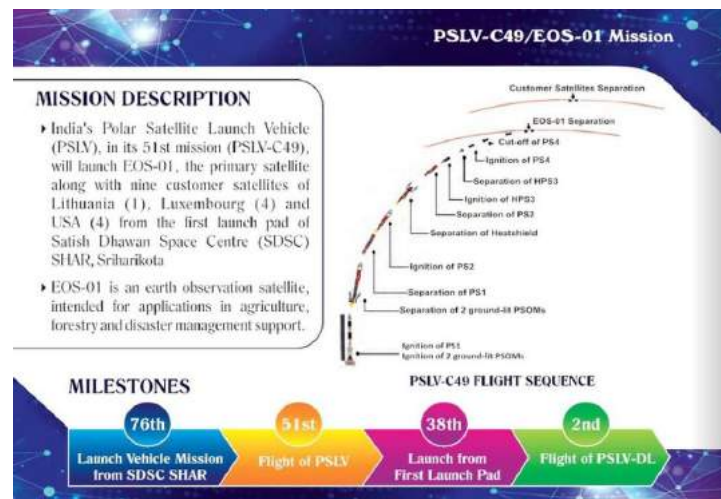 PSLV-C49/EOS-01 Mission
MISSION DESCRIPTION
India's Polar Satellite Launch Vehicle
(PSLV), in its 51st mission (PSLV-C49),
will launch EOS-01, the primary satellite
along with nine customer satellites of
Lithuania (1), Luxembourg (4) and
USA (4) from the first launch pad of
Satish Dhawan Space Centre (SDSC)
SHAR, Sriharikota
EOS-01 is an earth observation satellite,
intended for applications in agriculture,
forestry and disaster management support.
Customer Satellites Separation
EOS-01 Separation
Cut-off of PS4
Ignition of PS4
Separation of HPS3
Ignition of HPS3
Separation of PS2
Separation of Heatshield
Ignition of PS2
Separation of PS1
Separation of 2 ground-lit PSOMs
Ignition of PS1
Ignition of 2 ground-lit PSOMs
PSLV-C49 FLIGHT SEQUENCE
MILESTONES
76th
Launch Vehicle Mission
from SDSC SHAR
51st
Flight of PSLV
38th
Launch from
First Launch Pad
2nd
Flight of PSLV-DL